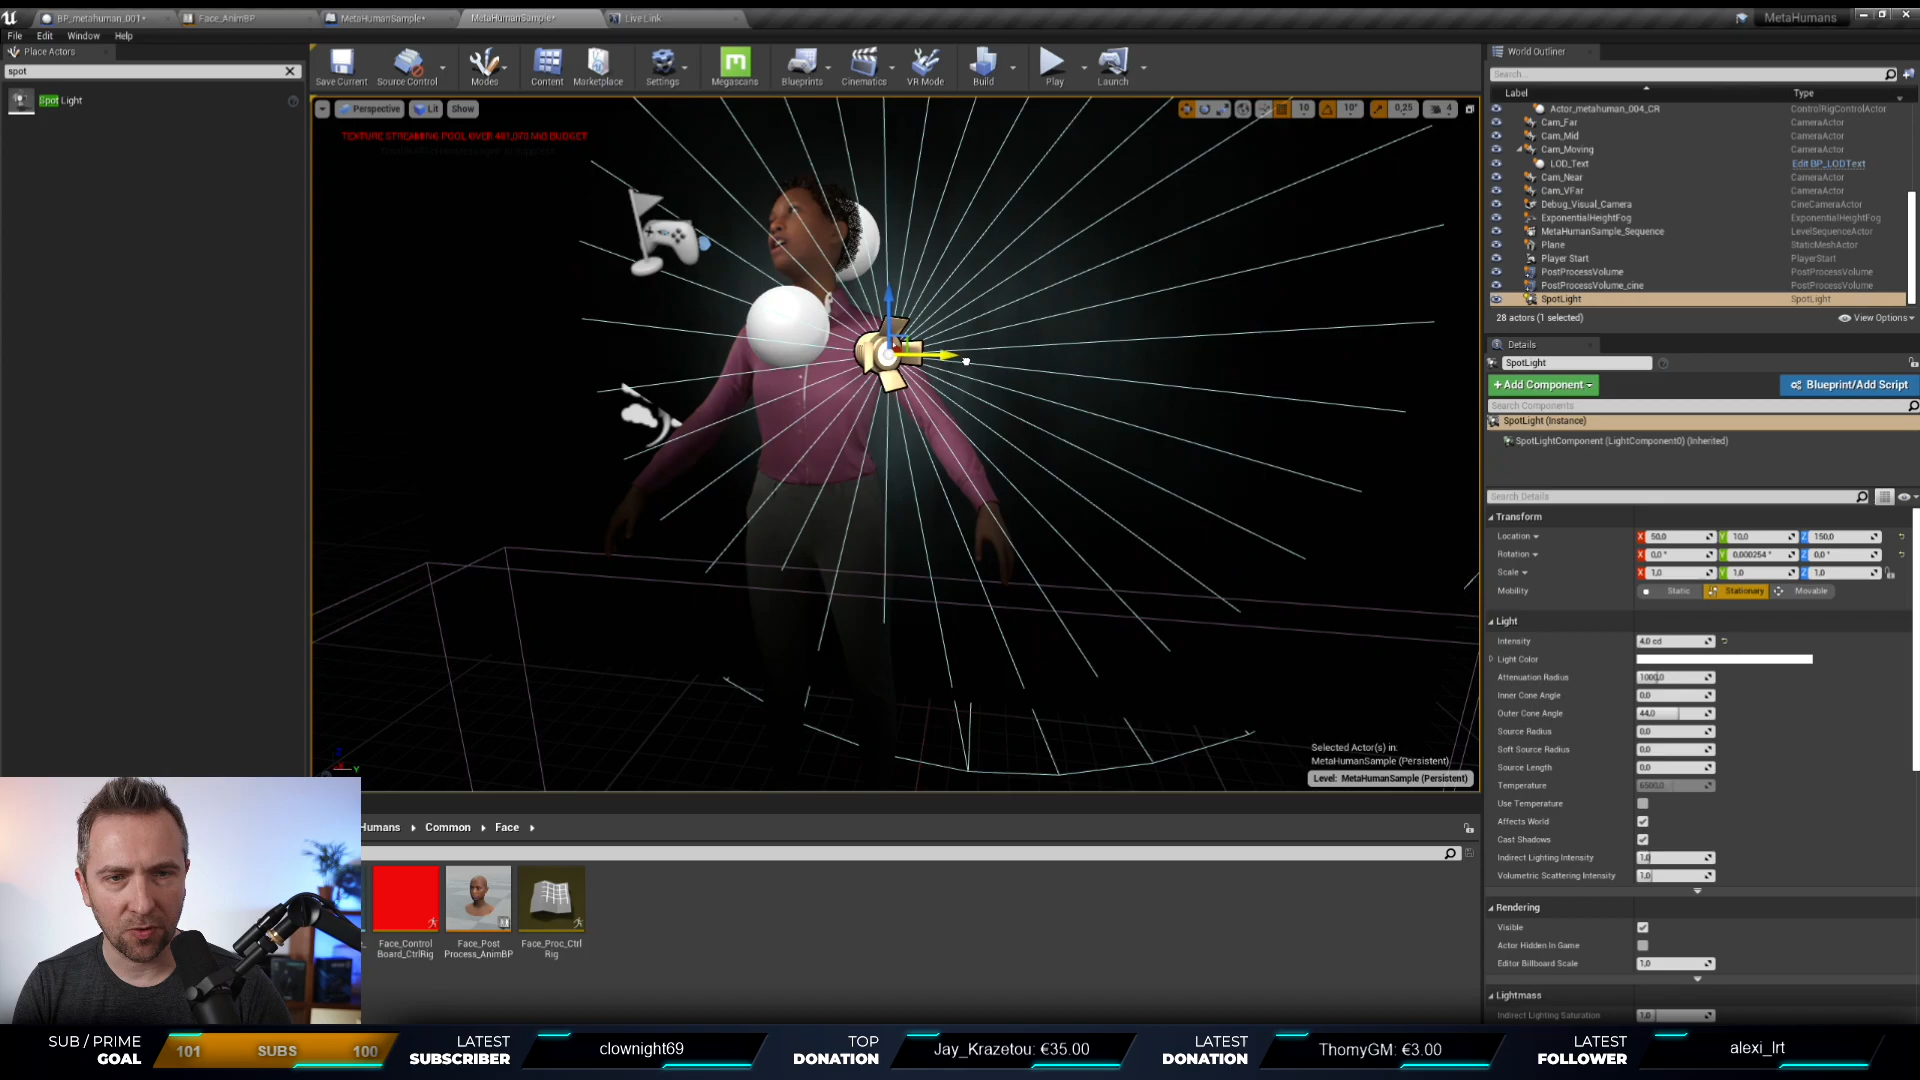 BP_metahuman_001*
Face_AnimBP
MetaHumanSample*
MetaHumanSample*
Live Link
MetaHumans
File Edit Window Help
Place Actors
spot
Spot Light
Save Current
Source Control
Modes
Content
Marketplace
Settings
Megascans
Blueprints
Cinematics
VR Mode
Build
Play
Launch
Perspective
Lit
Show
10
10°
0,25
4
TEXTURE STREAMING POOL OVER 481,076 MiB BUDGET
Selected Actor(s) in:
MetaHumanSample (Persistent)
Level: MetaHumanSample (Persistent)
World Outliner
Search...
Label Type
Actor_metahuman_004_CR ControlRigControlActor
Cam_Far CameraActor
Cam_Mid CameraActor
Cam_Moving CameraActor
LOD_Text Edit BP_LODText
Cam_Near CameraActor
Cam_VFar CameraActor
Debug_Visual_Camera CineCameraActor
ExponentialHeightFog ExponentialHeightFog
MetaHumanSample_Sequence LevelSequenceActor
Plane StaticMeshActor
Player Start PlayerStart
PostProcessVolume PostProcessVolume
PostProcessVolume_cine PostProcessVolume
SpotLight SpotLight
28 actors (1 selected)
View Options
Details
SpotLight
+Add Component
Blueprint/Add Script
Search Components
SpotLight (Instance)
SpotLightComponent (LightComponent0) (Inherited)
Search Details
Transform
Location X 50,0 Y 10,0 Z 150,0
Rotation X 0,0 ° Y 0,000254 ° Z 0,0 °
Scale X 1,0 Y 1,0 Z 1,0
Mobility Static Stationary Movable
Light
Intensity 4,0 cd
Light Color
Attenuation Radius 1000,0
Inner Cone Angle 0,0
Outer Cone Angle 44,0
Source Radius 0,0
Soft Source Radius 0,0
Source Length 0,0
Temperature 6500,0
Use Temperature
Affects World
Cast Shadows
Indirect Lighting Intensity 1,0
Volumetric Scattering Intensity 1,0
Rendering
Visible
Actor Hidden In Game
Editor Billboard Scale 1,0
Lightmass
Indirect Lighting Saturation 1,0
Humans Common Face
Face_Control
Board_CtrlRig
Face_Post
Process_AnimBP
Face_Proc_Ctrl
Rig
SUB / PRIME
GOAL
101 SUBS 100
LATEST
SUBSCRIBER
clownight69
TOP
DONATION
Jay_Krazetou: €35.00
LATEST
DONATION
ThomyGM: €3.00
LATEST
FOLLOWER
alexi_lrt